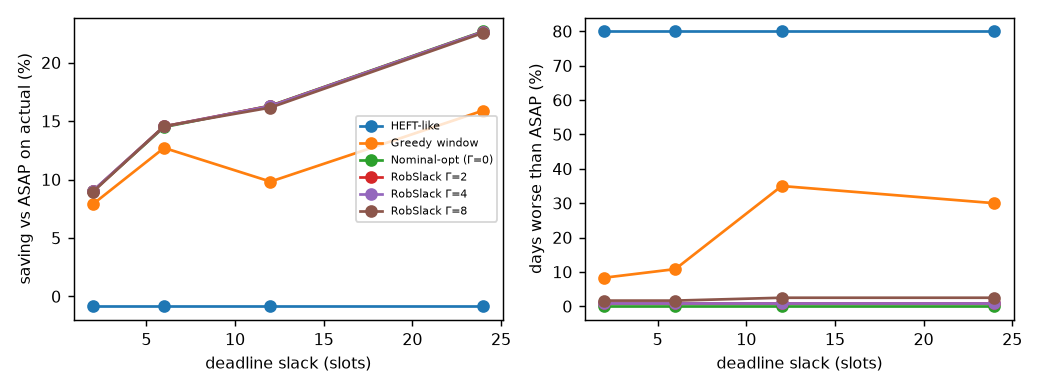 saving vs ASAP on actual (%)
20
15
10
5
0
5
10
15
20
25
deadline slack (slots)
HEFT-like
Greedy window
Nominal-opt (Γ=0)
RobSlack Γ=2
RobSlack Γ=4
RobSlack Γ=8
days worse than ASAP (%)
80
70
60
50
40
30
20
10
0
5
10
15
20
25
deadline slack (slots)